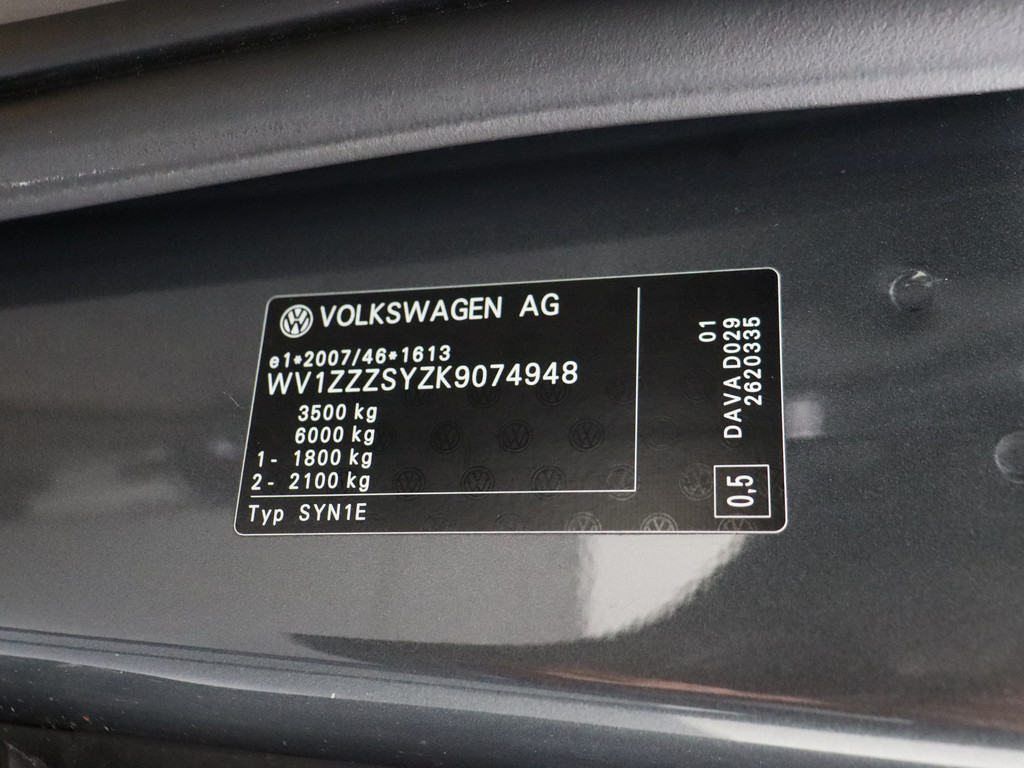 VOLKSWAGEN AG
e1*2007/46*1613
WV1ZZZSYZK9074948
3500 kg
6000 kg
1- 1800 kg
2- 2100 kg
Typ SYN1E
01
DAVA D029
2620335
0,5